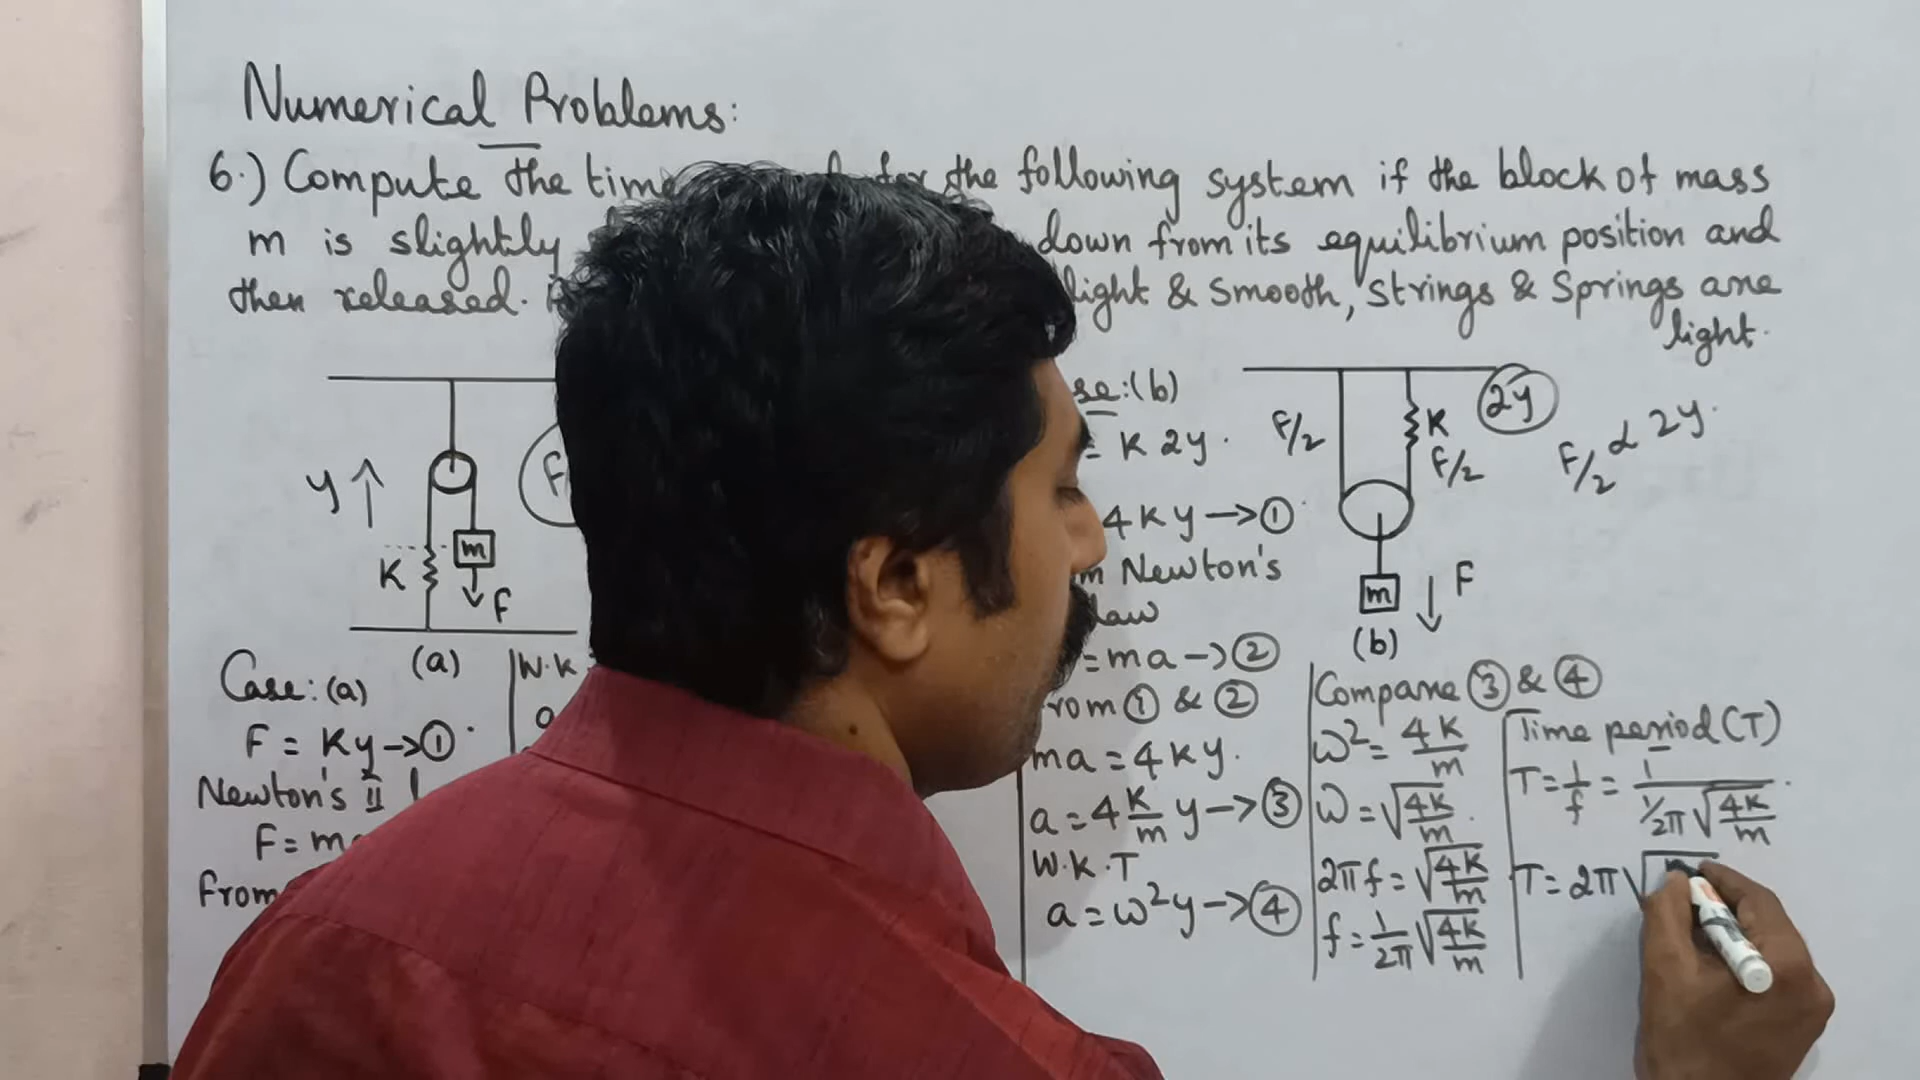 Numerical Problems:
6.) Compute the time for the following system if the block of mass
m is slightly down from its equilibrium position and
then released. light & smooth, strings & springs are
light.
y
K
m
F
(a)
F
Case: (a)
F = Ky → ①
Newton's II
F = m
From
W.K
a
(b)
= K 2y.
4Ky → ①
Newton's
law
= ma → ②
From ① & ②
ma = 4Ky.
a = 4 K/m y → ③
W.K.T
a = ω²y → ④
F/2
K
F/2
2y
F/2 α 2y.
m
F
(b)
Compare ③ & ④
ω² = 4K/m
ω = √4K/m.
2πf = √4K/m
f = 1/2π √4K/m
Time period (T)
T = 1/f = 1/(1/2π √4K/m).
T = 2π√